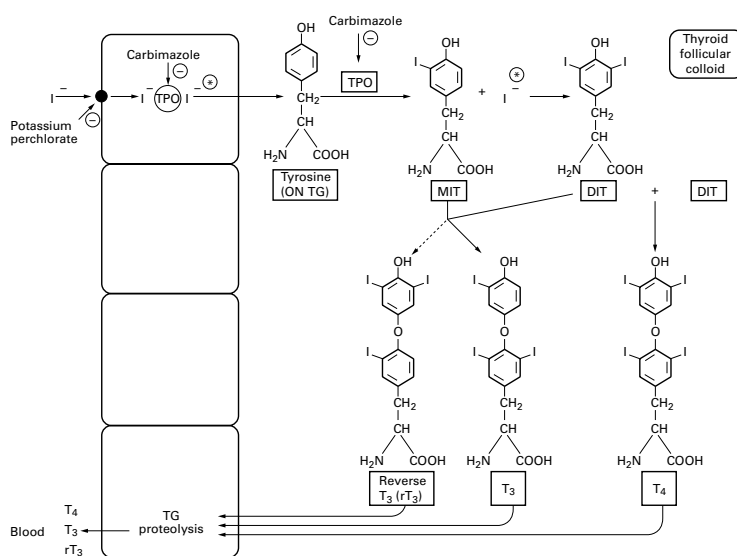 Carbimazole
OH
Carbimazole
OH
OH
Thyroid
follicular
colloid
−
−
I
I
*
I I
I⁻
I⁻ TPO I⁻ *
CH₂
TPO
CH₂
+ I⁻
CH₂
Potassium
perchlorate
−
CH
CH
CH
H₂N COOH
H₂N COOH
H₂N COOH
Tyrosine
(ON TG)
MIT
DIT
+
DIT
OH
OH
OH
I I
I
I I
O
O
O
I
I I
I I
CH₂
CH₂
CH₂
CH
CH
CH
H₂N COOH
H₂N COOH
H₂N COOH
Reverse
T₃ (rT₃)
T₃
T₄
Blood
T₄
T₃
rT₃
TG
proteolysis